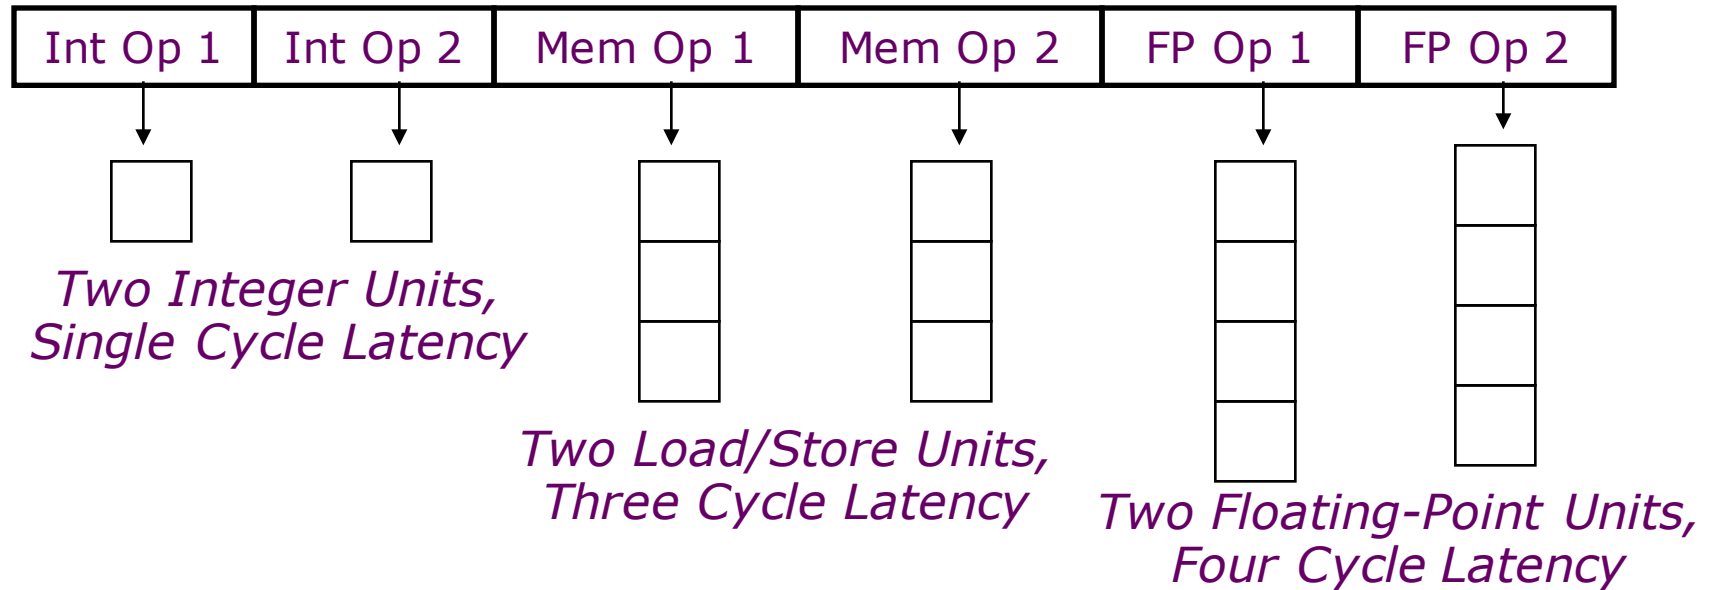 Int Op 1 Int Op 2 Mem Op 1 Mem Op 2 FP Op 1 FP Op 2
Two Integer Units,
Single Cycle Latency
Two Load/Store Units,
Three Cycle Latency
Two Floating-Point Units,
Four Cycle Latency